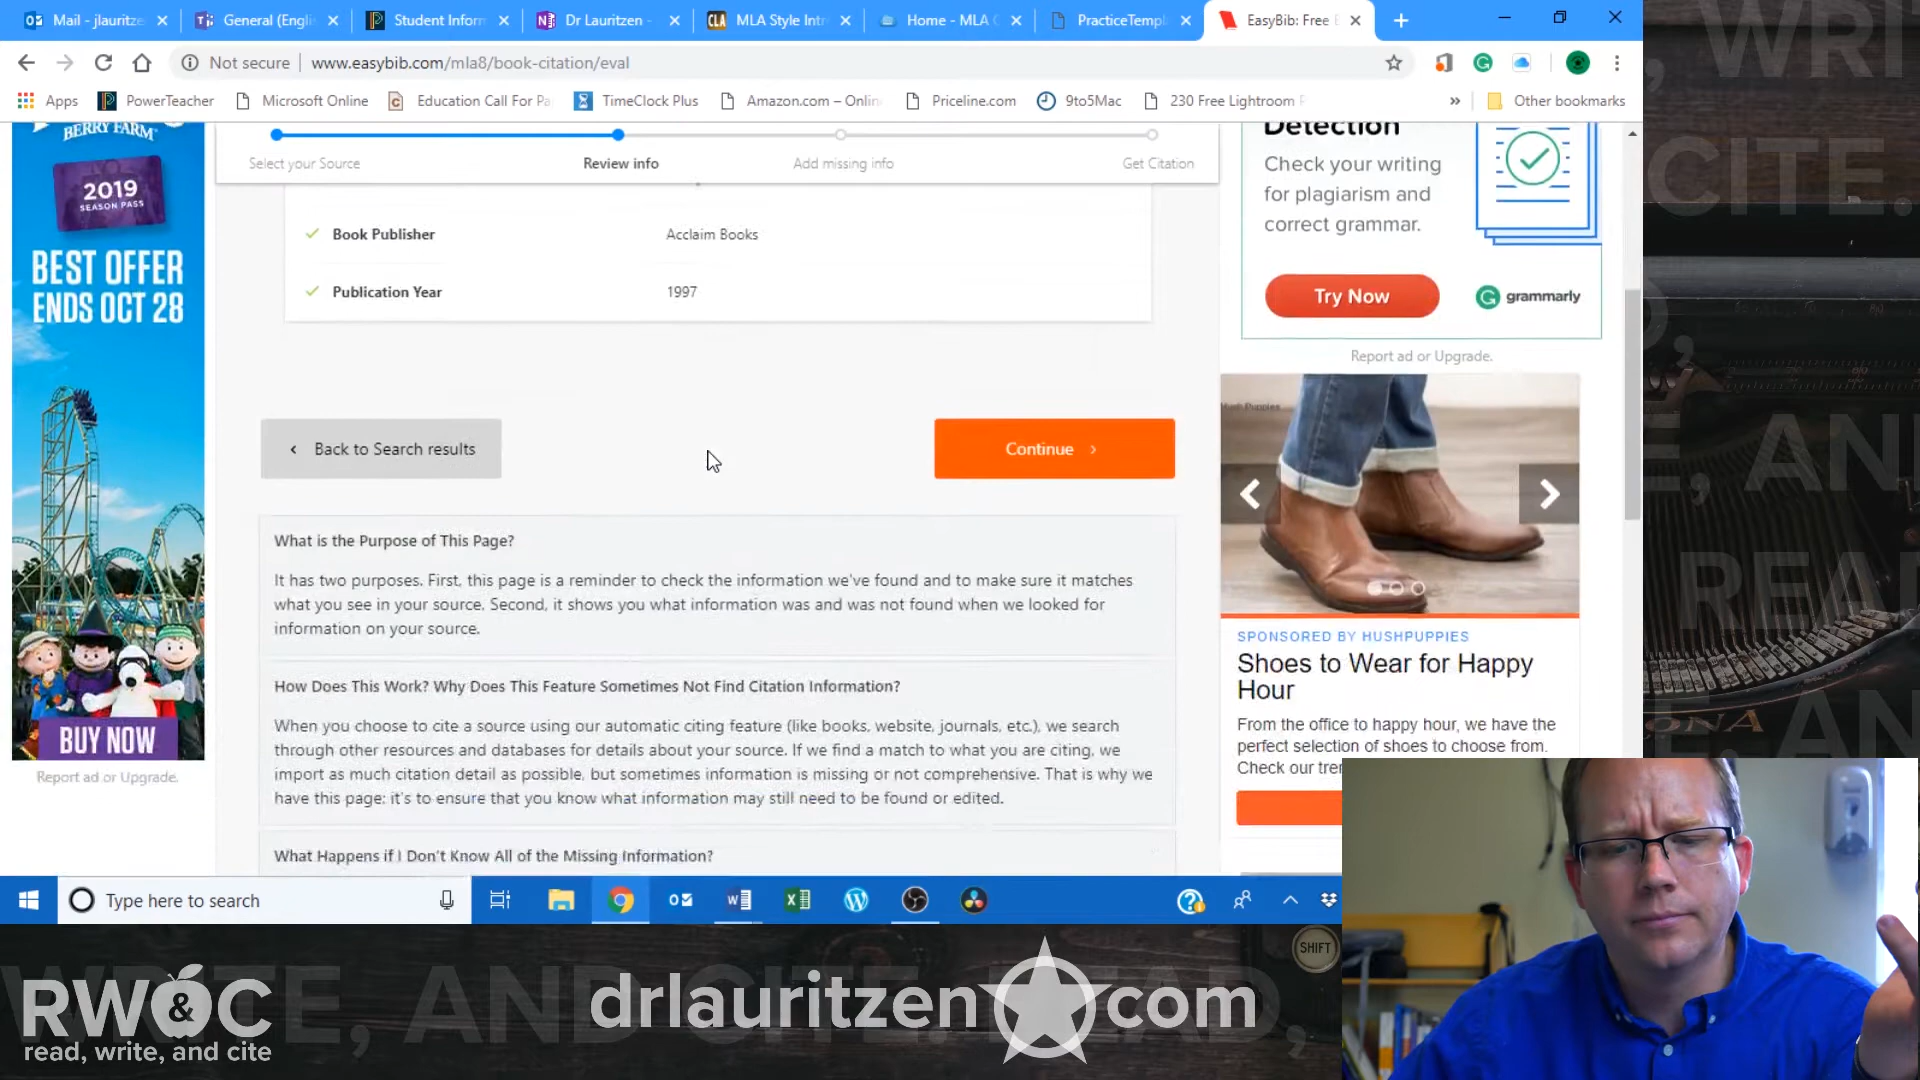 Mail - jlauritze
General (Engli
Student Inform
Dr Lauritzen -
MLA Style Intr
Home - MLA C
PracticeTempl
EasyBib: Free B
Not secure | www.easybib.com/mla8/book-citation/eval
Apps
PowerTeacher
Microsoft Online
Education Call For Pa
TimeClock Plus
Amazon.com – Onlin
Priceline.com
9to5Mac
230 Free Lightroom P
» Other bookmarks
Select your Source
Review info
Add missing info
Get Citation
BERRY FARM
2019
SEASON PASS
BEST OFFER
ENDS OCT 28
BUY NOW
Report ad or Upgrade.
Book Publisher Acclaim Books
Publication Year 1997
Back to Search results
Continue
What is the Purpose of This Page?
It has two purposes. First, this page is a reminder to check the information we've found and to make sure it matches
what you see in your source. Second, it shows you what information was and was not found when we looked for
information on your source.
How Does This Work? Why Does This Feature Sometimes Not Find Citation Information?
When you choose to cite a source using our automatic citing feature (like books, website, journals, etc.), we search
through other resources and databases for details about your source. If we find a match to what you are citing, we
import as much citation detail as possible, but sometimes information is missing or not comprehensive. That is why we
have this page: it's to ensure that you know what information may still need to be found or edited.
What Happens if I Don't Know All of the Missing Information?
Detection
Check your writing
for plagiarism and
correct grammar.
Try Now
grammarly
Report ad or Upgrade.
Hush Puppies
SPONSORED BY HUSHPUPPIES
Shoes to Wear for Happy
Hour
From the office to happy hour, we have the
perfect selection of shoes to choose from.
Check our tren
Type here to search
SHIFT
RW&C
read, write, and cite
drlauritzen com